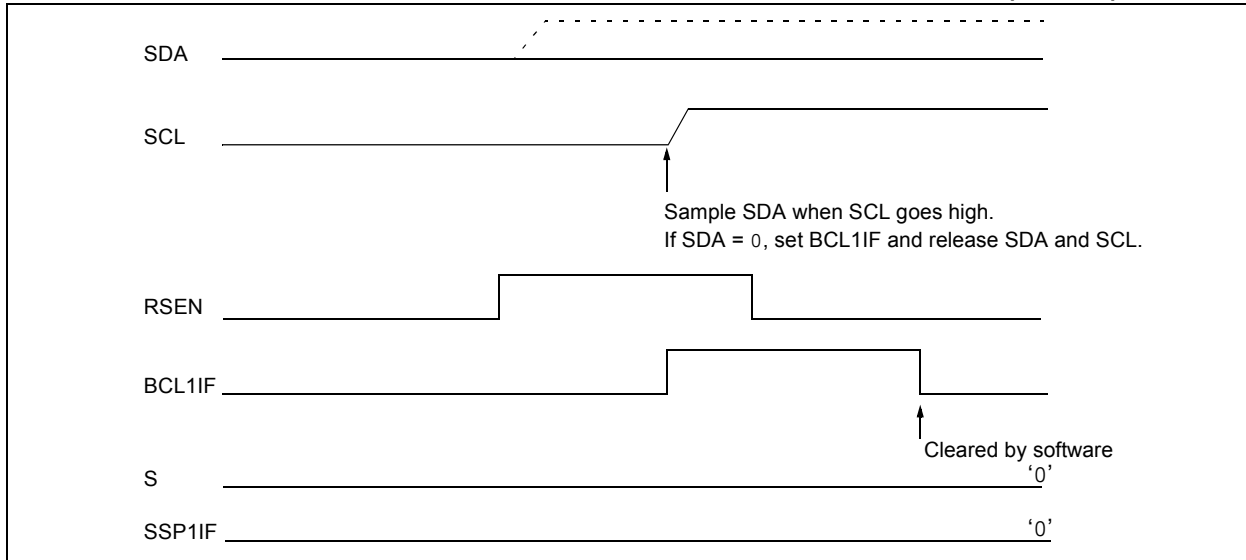 SDA
SCL
Sample SDA when SCL goes high.
If SDA = 0, set BCL1IF and release SDA and SCL.
RSEN
BCL1IF
Cleared by software
S
‘0’
SSP1IF
‘0’